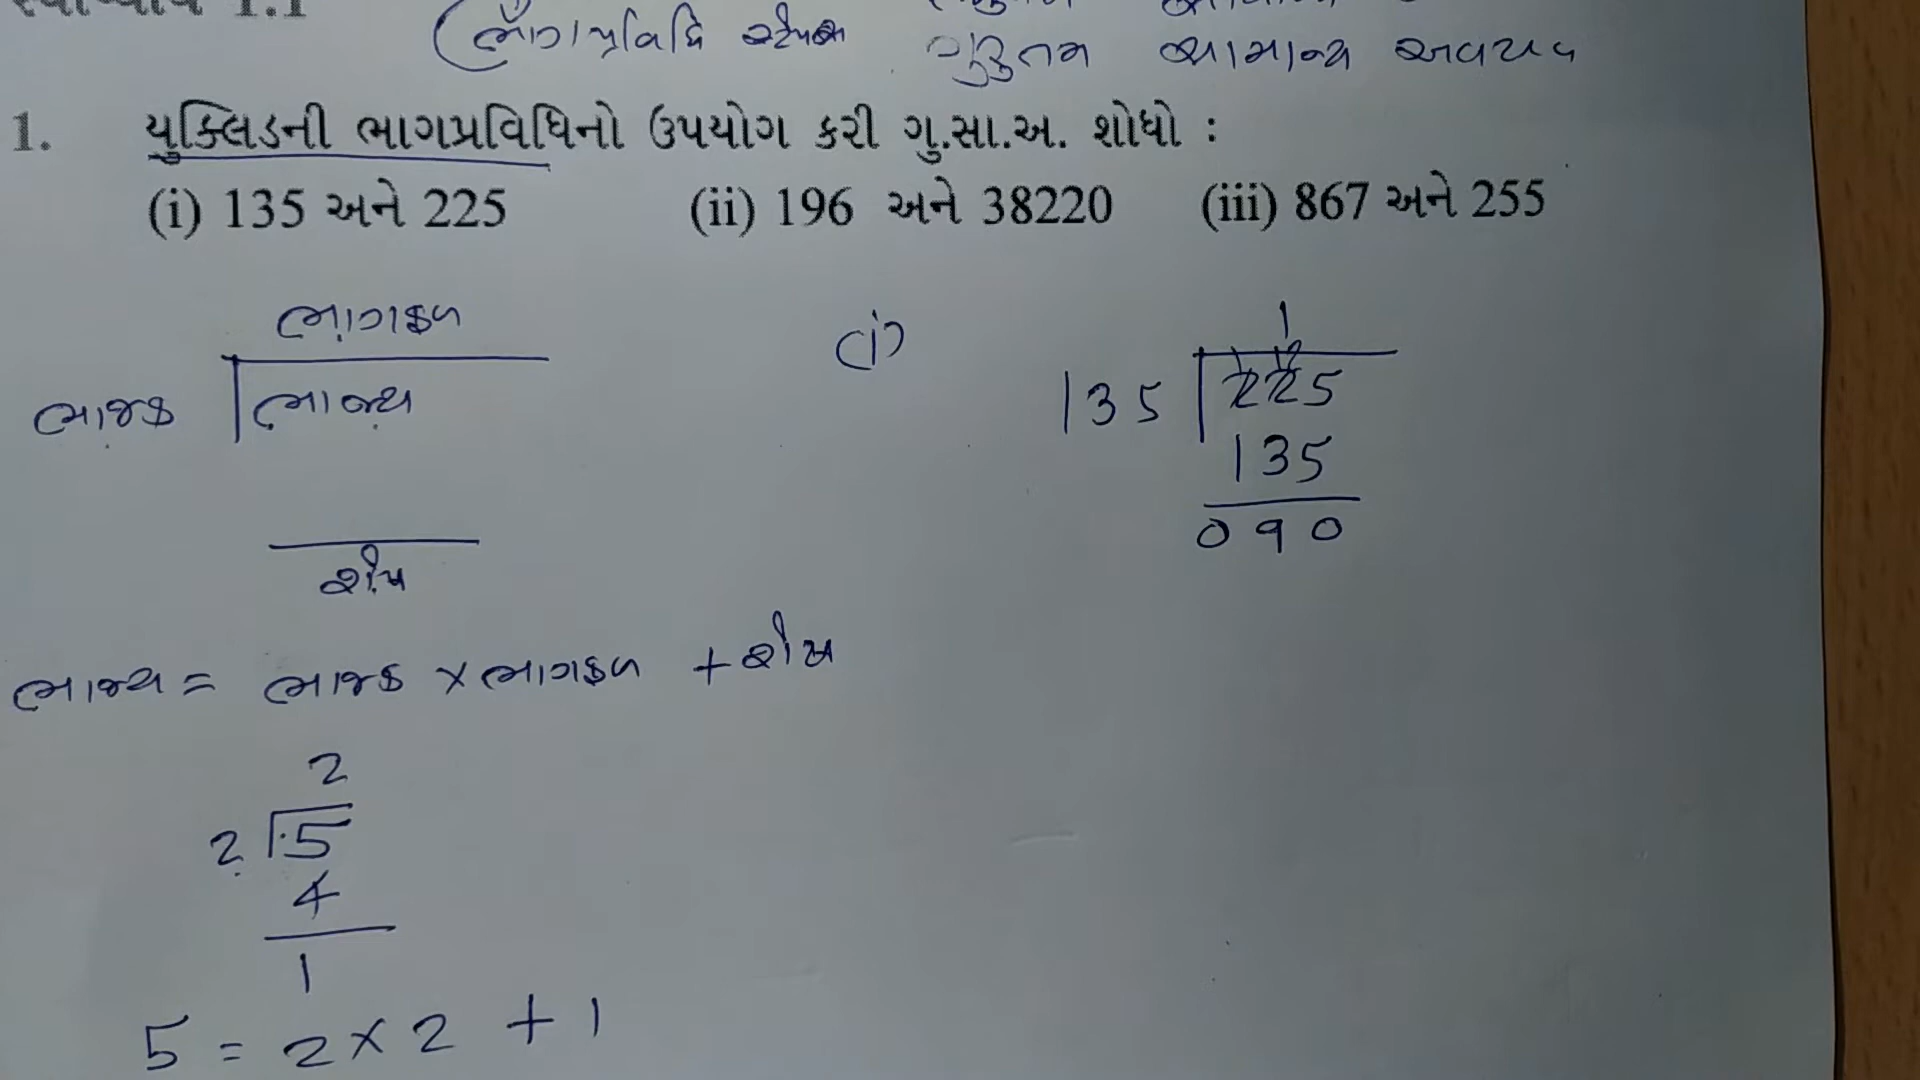 1.1
(ભાગપ્રવિધિ
ગુરુતમ સામાન્ય અવયવ
1. યુક્લિડની ભાગપ્રવિધિનો ઉપયોગ કરી ગુ.સા.અ. શોધો :
(i) 135 અને 225 (ii) 196 અને 38220 (iii) 867 અને 255
ભાગફળ
ભાજક ભાજ્ય
શેષ
ભાજ્ય = ભાજક × ભાગફળ + શેષ
2
2 5
4
1
5 = 2 × 2 + 1
(i)
1
135 225
135
090